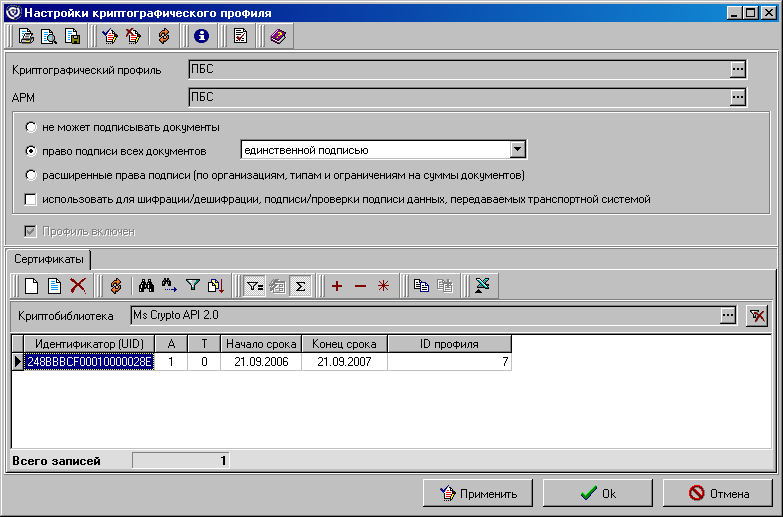 Настройки криптографического профиля
Криптографический профиль ПБС ...
АРМ ПБС ...
не может подписывать документы
право подписи всех документов единственной подписью
расширенные права подписи (по организациям, типам и ограничениям на суммы документов)
использовать для шифрации/дешифрации, подписи/проверки подписи данных, передаваемых транспортной системой
Профиль включен
Сертификаты
Криптобиблиотека Ms Crypto API 2.0 ...
Идентификатор (UID) А Т Начало срока Конец срока ID профиля
248BBBCF00010000028E 1 0 21.09.2006 21.09.2007 7
Всего записей 1
Применить Ok Отмена